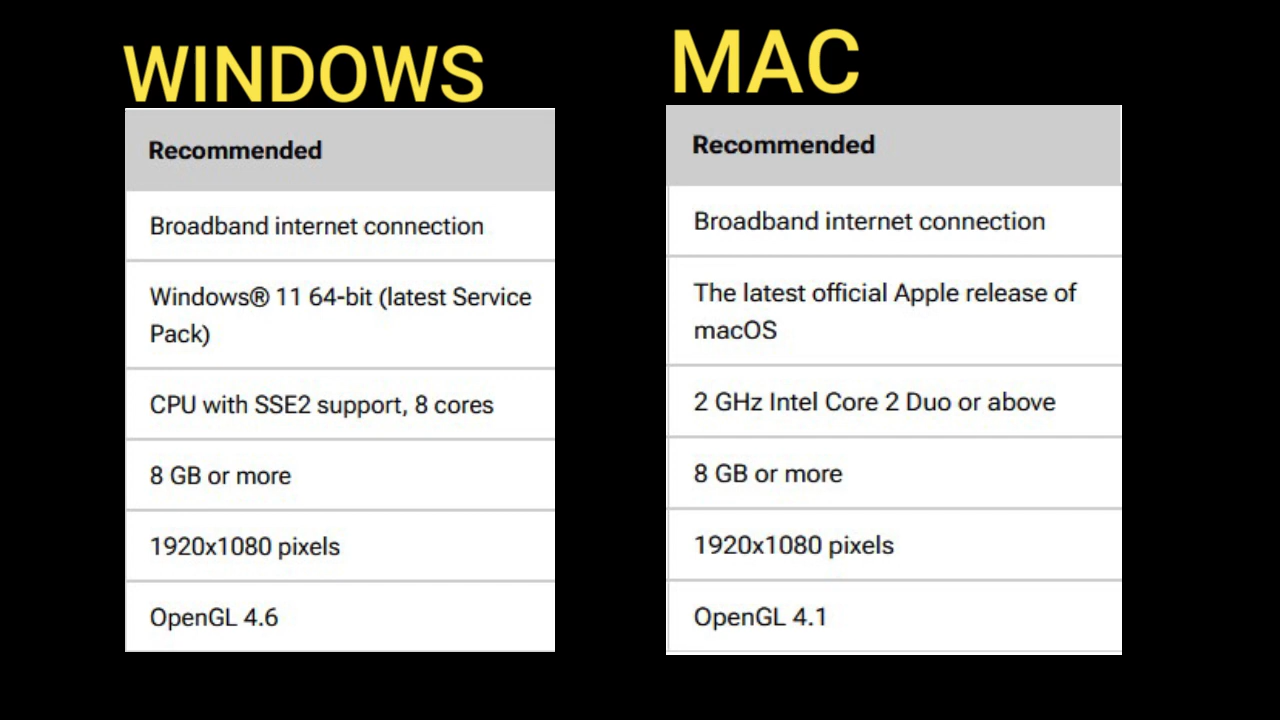 WINDOWS
Recommended
Broadband internet connection
Windows® 11 64-bit (latest Service
Pack)
CPU with SSE2 support, 8 cores
8 GB or more
1920x1080 pixels
OpenGL 4.6
MAC
Recommended
Broadband internet connection
The latest official Apple release of
macOS
2 GHz Intel Core 2 Duo or above
8 GB or more
1920x1080 pixels
OpenGL 4.1